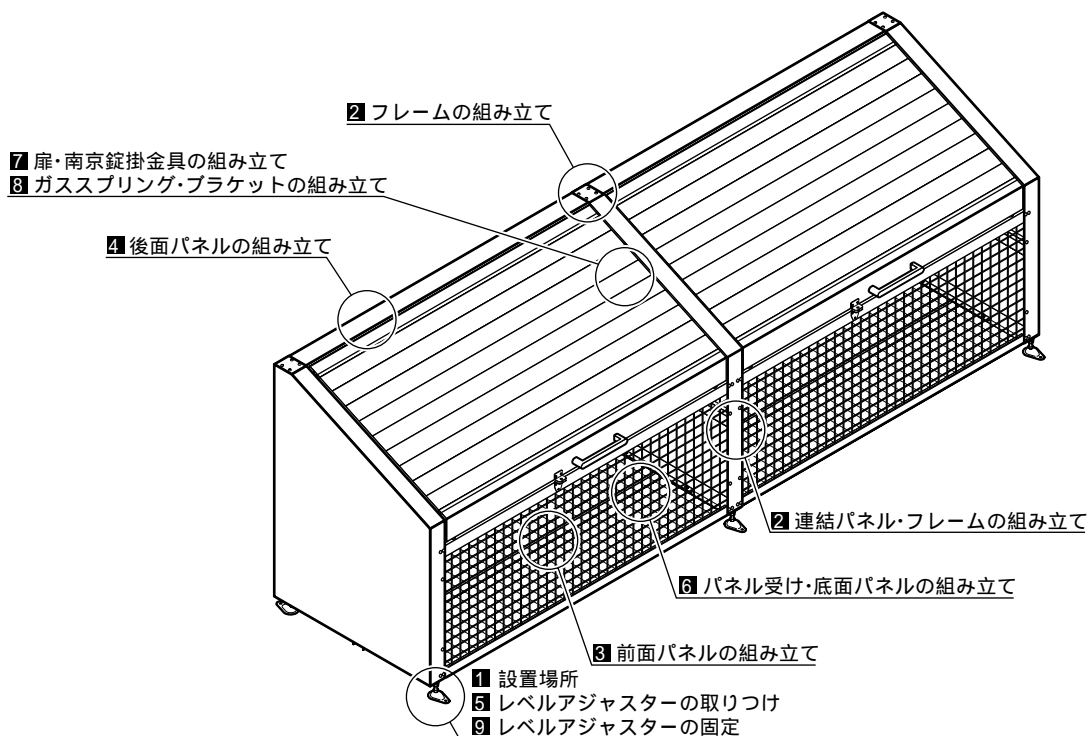 2 フレームの組み立て
7 扉・南京錠掛金具の組み立て
8 ガススプリング・ブラケットの組み立て
4 後面パネルの組み立て
2 連結パネル・フレームの組み立て
6 パネル受け・底面パネルの組み立て
3 前面パネルの組み立て
1 設置場所
5 レベルアジャスターの取りつけ
9 レベルアジャスターの固定